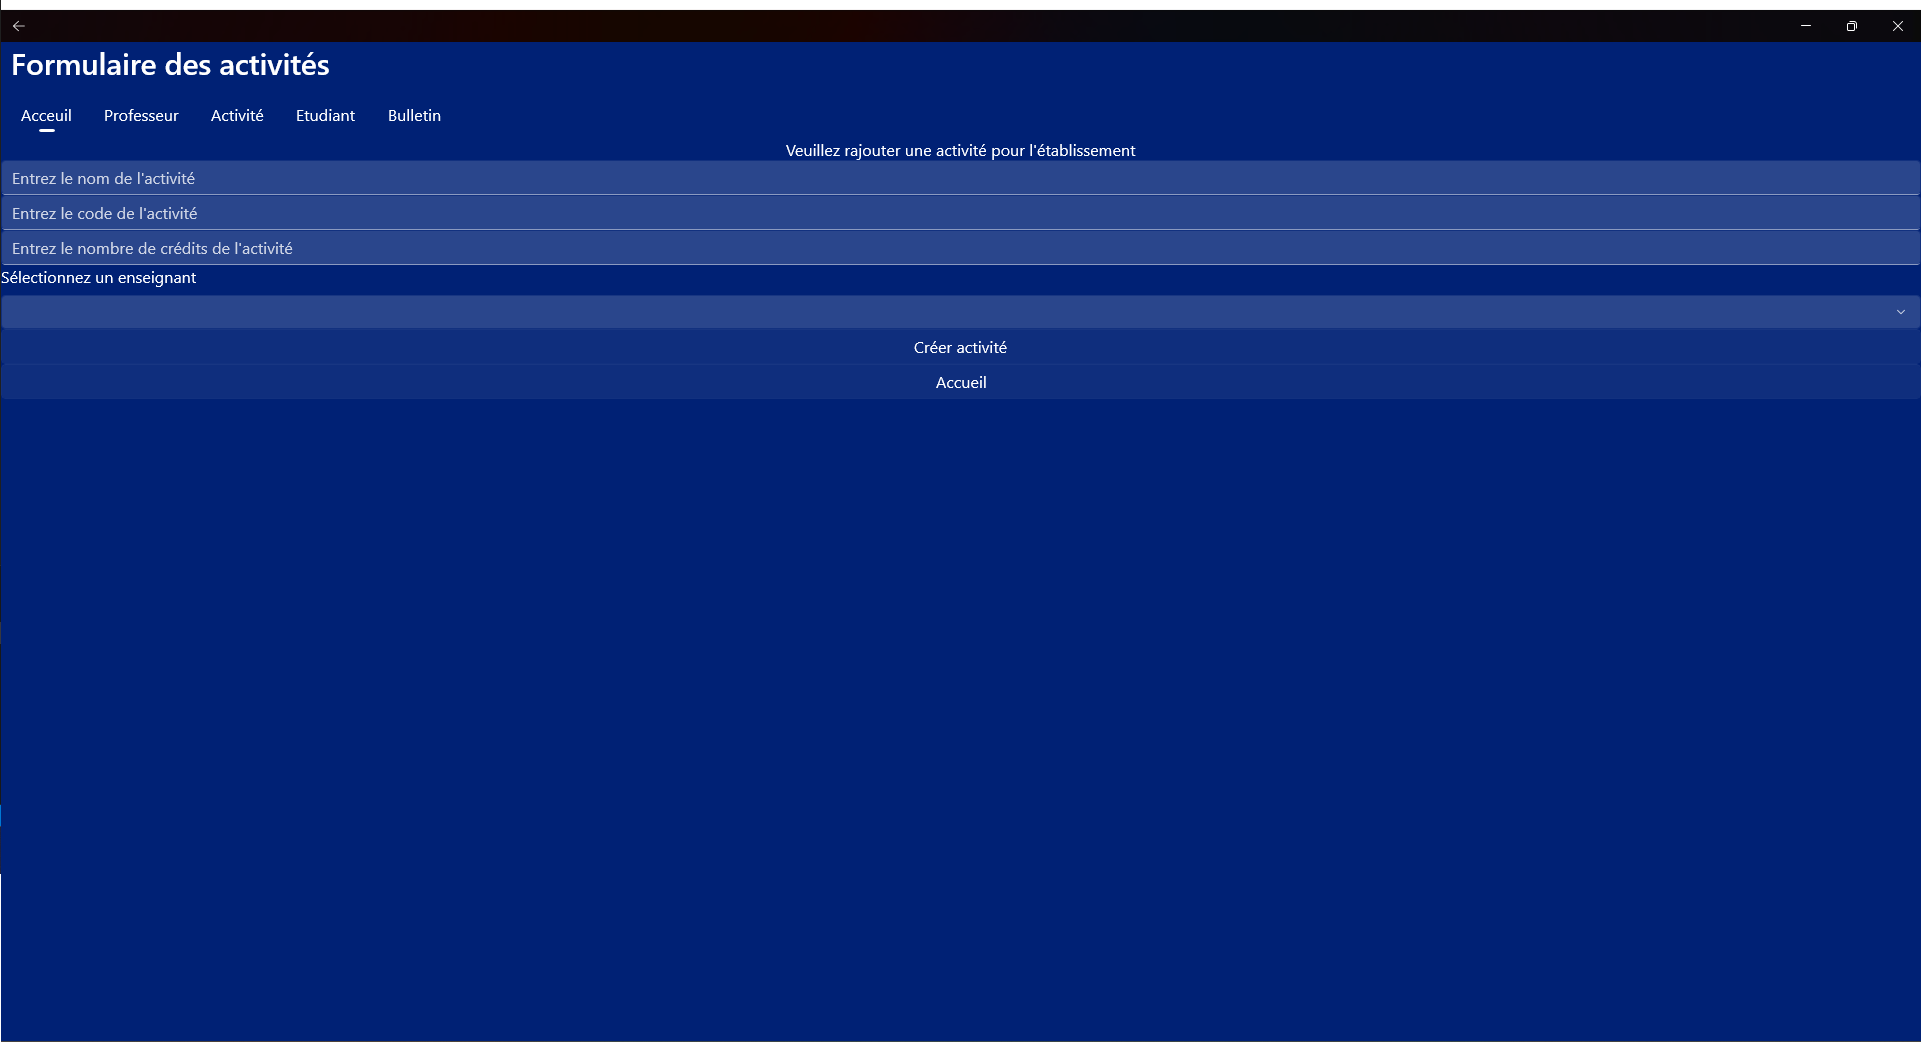 Formulaire des activités
Acceuil Professeur Activité Etudiant Bulletin
Veuillez rajouter une activité pour l'établissement
Entrez le nom de l'activité
Entrez le code de l'activité
Entrez le nombre de crédits de l'activité
Sélectionnez un enseignant
Créer activité
Accueil